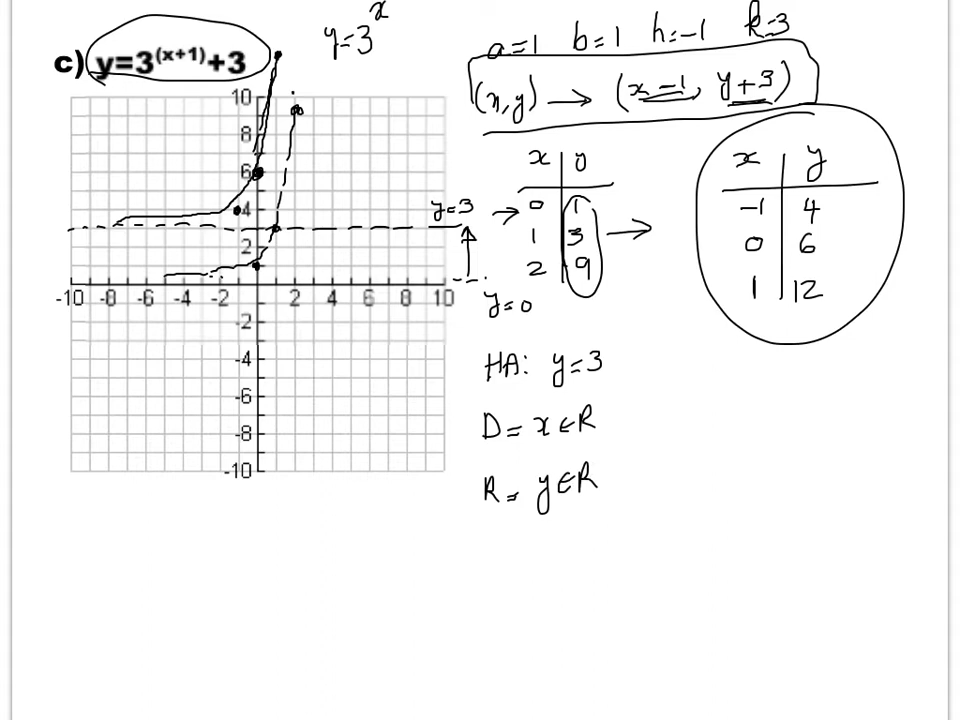 c) y=3^(x+1)+3
y=3^x
a=1 b=1 h=-1 k=3
(x,y) → (x-1, y+3)
x | y
0 | 1
1 | 3
2 | 9
→
→
x | y
-1 | 4
0 | 6
1 | 12
10
8
6
4
2
-10 -8 -6 -4 -2 2 4 6 8 10
-2
-4
-6
-8
-10
y=3
y=0
HA: y=3
D= x∈R
R= y∈R